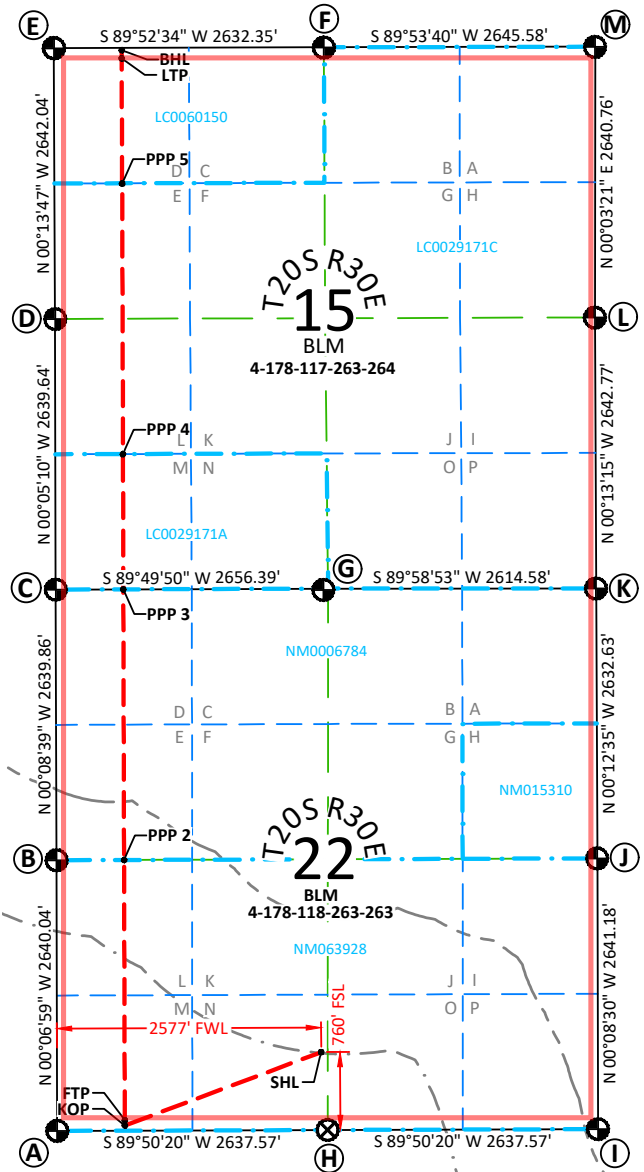 E
F
M
S 89°52'34" W 2632.35'
S 89°53'40" W 2645.58'
BHL
LTP
LC0060150
N 00°13'47" W 2642.04'
N 00°03'21" E 2640.76'
PPP 5
D C
E F
B A
G H
LC0029171C
T20S R30E
15
BLM
4-178-117-263-264
D
L
N 00°05'10" W 2639.64'
N 00°13'15" W 2642.77'
PPP 4
L K
M N
J I
O P
LC0029171A
S 89°49'50" W 2656.39'
S 89°58'53" W 2614.58'
C
G
K
PPP 3
NM0006784
N 00°08'39" W 2639.86'
N 00°12'35" W 2632.63'
D C
E F
B A
G H
NM015310
T20S R30E
22
BLM
4-178-118-263-263
PPP 2
B
J
NM063928
N 00°06'59" W 2640.04'
N 00°08'30" W 2641.18'
L K
M N
J I
O P
2577' FWL
760' FSL
SHL
FTP
KOP
A
S 89°50'20" W 2637.57'
H
S 89°50'20" W 2637.57'
I